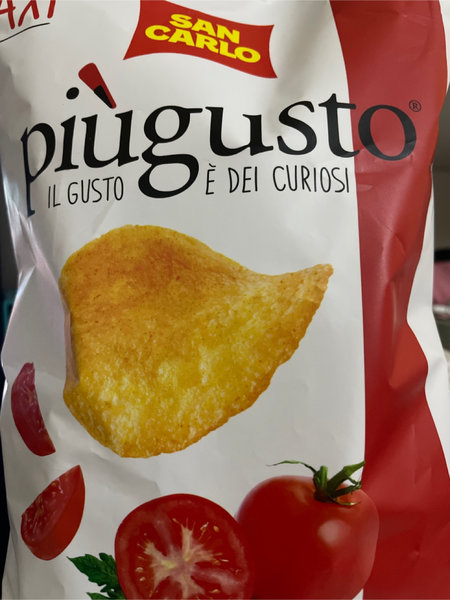 SAN
CARLO
piùgusto®
IL GUSTO È DEI CURIOSI